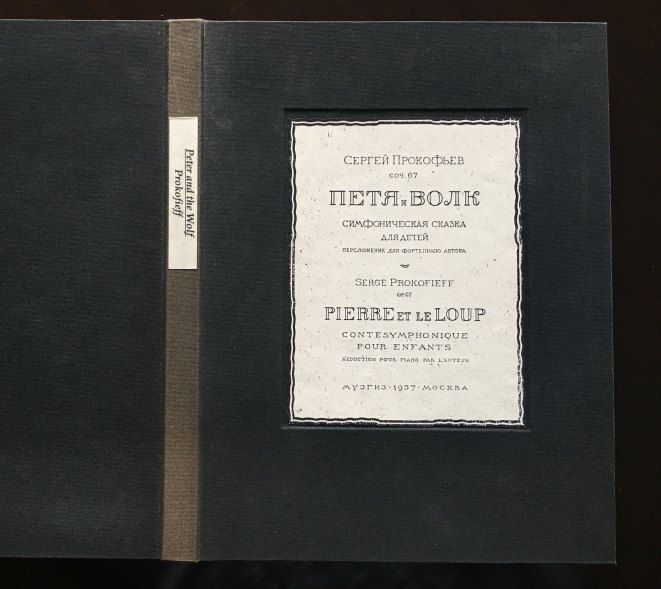 Peter and the Wolf
Prokofieff
Сергей Прокофьев
соч. 67
ПЕТЯ и ВОЛК
СИМФОНИЧЕСКАЯ СКАЗКА
ДЛЯ ДЕТЕЙ
ПЕРЕЛОЖЕНИЕ ДЛЯ ФОРТЕПИАНО АВТОРА
SERGE PROKOFIEFF
OP. 67
PIERRE ET LE LOUP
CONTE SYMPHONIQUE
POUR ENFANTS
RÉDUCTION POUR PIANO PAR L'AUTEUR
МУЗГИЗ · 1937 · МОСКВА